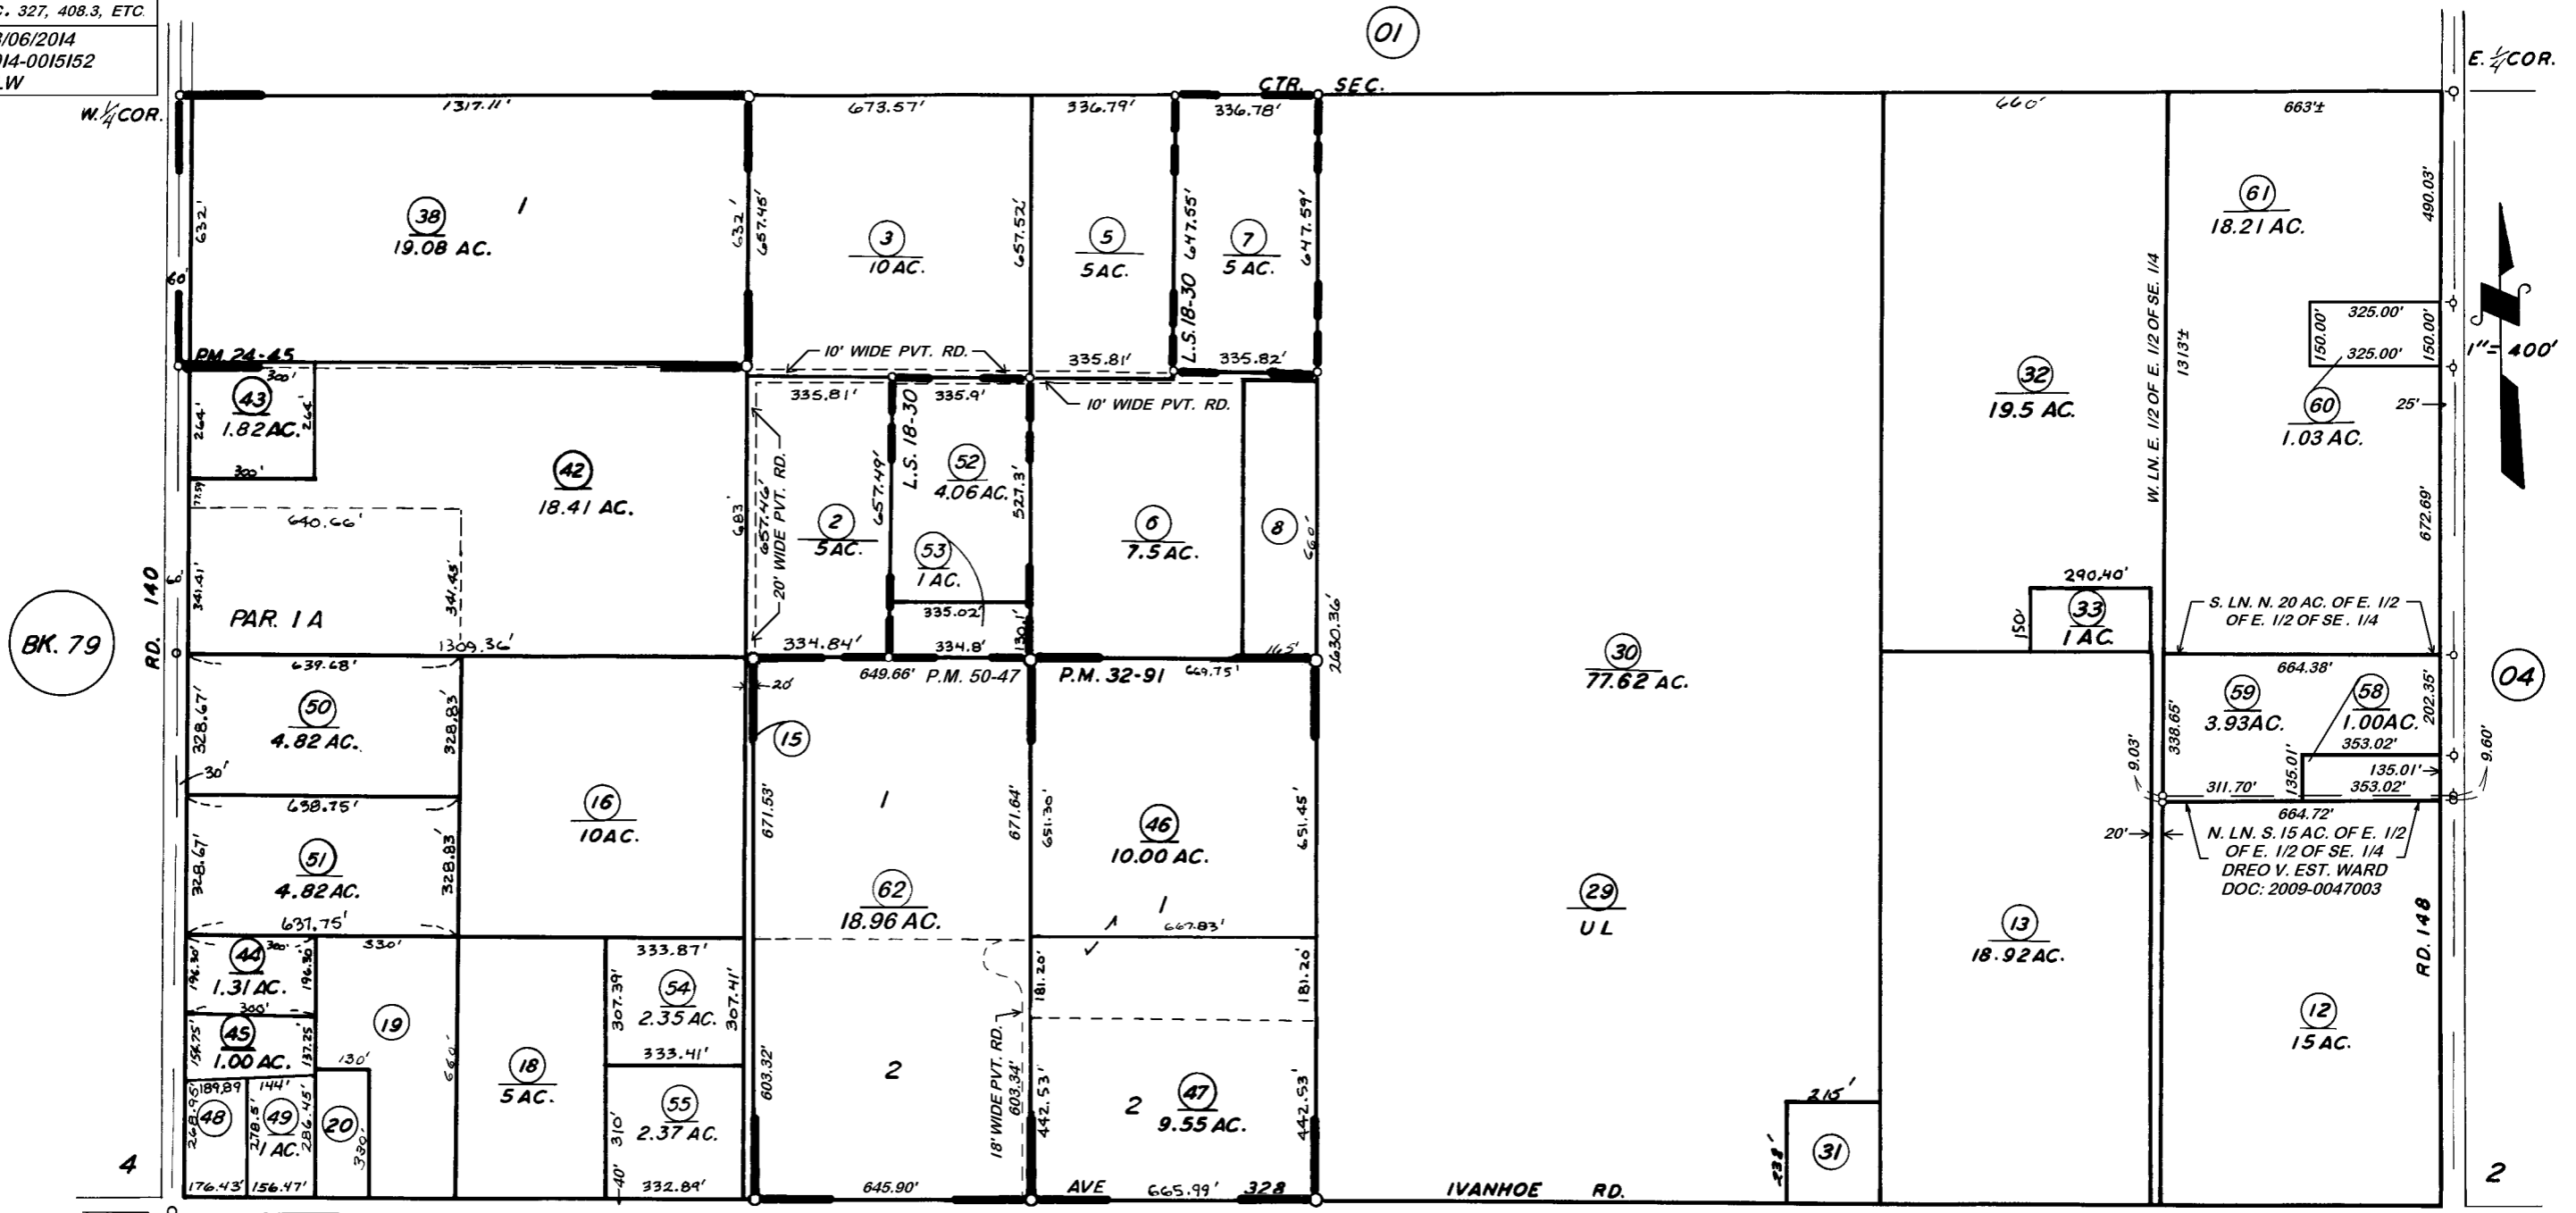 C. 327, 408.3, ETC.
/06/2014
014-0015152
LW
01
W. 1/4 COR.
CTR. SEC.
E. 1/4 COR.
1317.11'
673.57'
336.79'
336.78'
660'
663'±
632'
38
19.08 AC.
1
632'
657.45'
3
10 AC.
657.52'
5
5 AC.
L.S. 18-30 647.55'
7
5 AC.
647.59'
61
18.21 AC.
490.03'
60'
W. LN. E. 1/2 OF E. 1/2 OF SE. 1/4
1313'±
150.00'
325.00'
325.00'
150.00'
1"= 400'
P.M. 24-45
10' WIDE PVT. RD.
335.81'
335.82'
300'
43
1.82 AC.
264'
264'
300'
42
18.41 AC.
683'
657.46'
20' WIDE PVT. RD.
335.81'
2
5 AC.
657.49'
L.S. 18-30
335.9'
52
4.06 AC.
527.3'
53
1 AC.
335.02'
10' WIDE PVT. RD.
6
7.5 AC.
8
660'
32
19.5 AC.
60
1.03 AC.
25'
672.69'
77.59'
640.66'
341.41'
341.45'
PAR. 1 A
RD. 140
BK. 79
1309.36'
334.84'
334.8'
130.1'
165'
2630.36'
290.40'
150'
33
1 AC.
S. LN. N. 20 AC. OF E. 1/2
OF E. 1/2 OF SE. 1/4
639.68'
20'
649.66'
P.M. 50-47
P.M. 32-91
669.75'
30
77.62 AC.
664.38'
04
328.67'
50
4.82 AC.
328.83'
15
59
3.93 AC.
58
1.00 AC.
202.35'
338.65'
353.02'
9.03'
9.60'
30'
638.75'
16
10 AC.
671.53'
1
671.64'
651.30'
46
10.00 AC.
651.45'
135.01'
135.01'
311.70'
353.02'
664.72'
328.67'
51
4.82 AC.
328.83'
20'
N. LN. S. 15 AC. OF E. 1/2
OF E. 1/2 OF SE. 1/4
DREO V. EST. WARD
DOC: 2009-0047003
62
18.96 AC.
1
667.83'
29
U L
13
18.92 AC.
RD. 148
637.75'
300'
330'
196.30'
44
1.31 AC.
196.30'
300'
333.87'
307.39'
54
2.35 AC.
307.41'
333.41'
181.20'
181.20'
19
45
1.00 AC.
137.25'
130'
660'
18
5 AC.
603.32'
2
18' WIDE PVT. RD.
603.34'
442.53'
2
47
9.55 AC.
442.53'
12
15 AC.
189.89
144'
268.95'
48
278.5'
49
1 AC.
286.45'
20
330'
310'
55
2.37 AC.
40'
215'
238'
31
4
176.43'
156.47'
332.89'
645.90'
AVE
665.99'
328
IVANHOE RD.
2